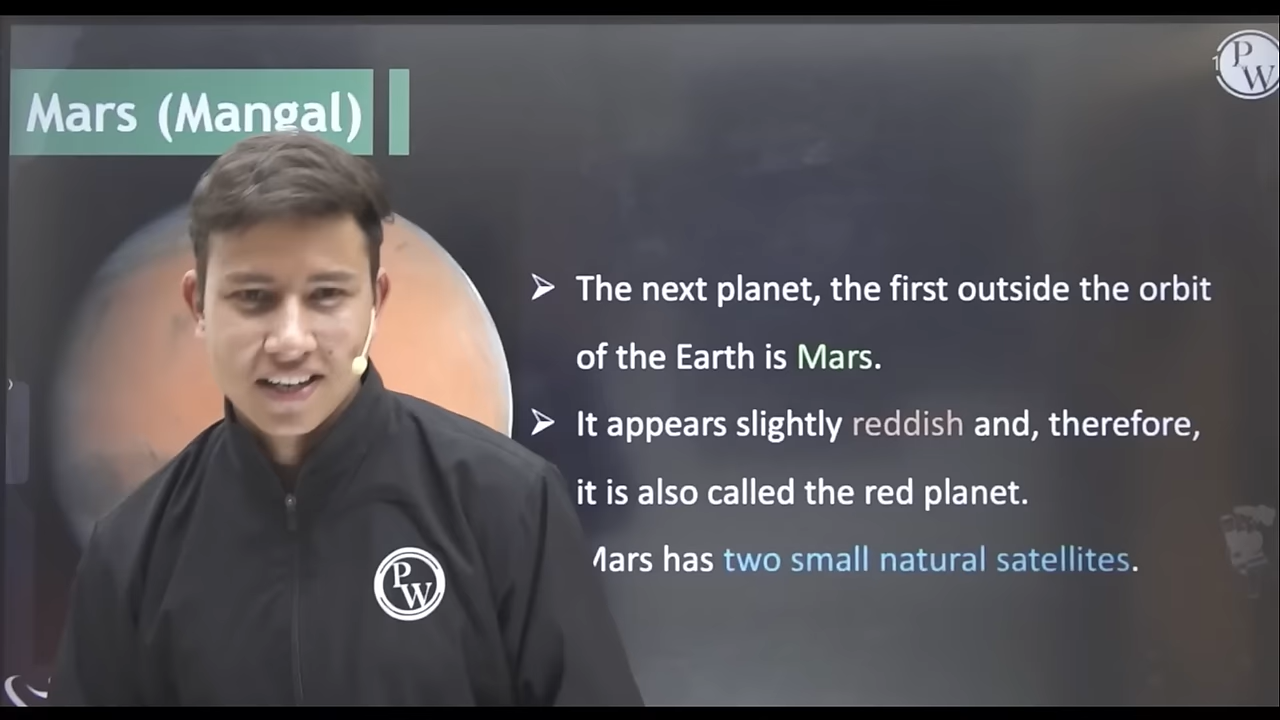 Mars (Mangal)
PW
The next planet, the first outside the orbit
of the Earth is Mars.
It appears slightly reddish and, therefore,
it is also called the red planet.
Mars has two small natural satellites.
PW